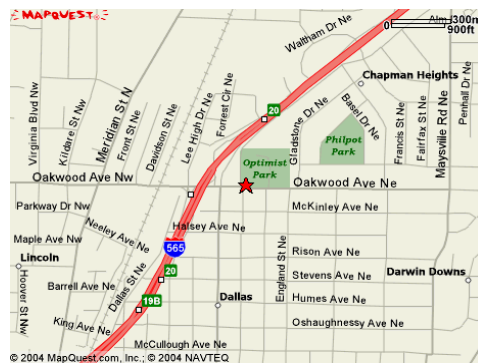 MAPQUEST
Waltham Dr Ne
Alm
300m
0
900ft
Chapman Heights
Virginia Blvd Nw
Kildare St Nw
Meridian St N
Front St Ne
Davidson St Ne
Lee High Dr Ne
Forrest Cir Ne
20
Gladstone Dr Ne
Basel Dr Ne
Philpot
Park
Francis St Ne
Fairfax St Ne
Maysville Rd Ne
Penhall Dr Ne
Optimist
Park
Oakwood Ave Nw
Oakwood Ave Ne
Parkway Dr Nw
McKinley Ave Ne
Neeley Ave Ne
Halsey Ave Ne
Maple Ave Nw
565
Rison Ave Ne
Lincoln
20
Stevens Ave Ne
Darwin Downs
Barrell Ave Ne
Dallas St Ne
England St Ne
Hoover St Nw
19B
Dallas
Humes Ave Ne
King Ave Ne
Oshaughnessy Ave Ne
McCullough Ave Ne
© 2004 MapQuest.com, Inc.; © 2004 NAVTEQ